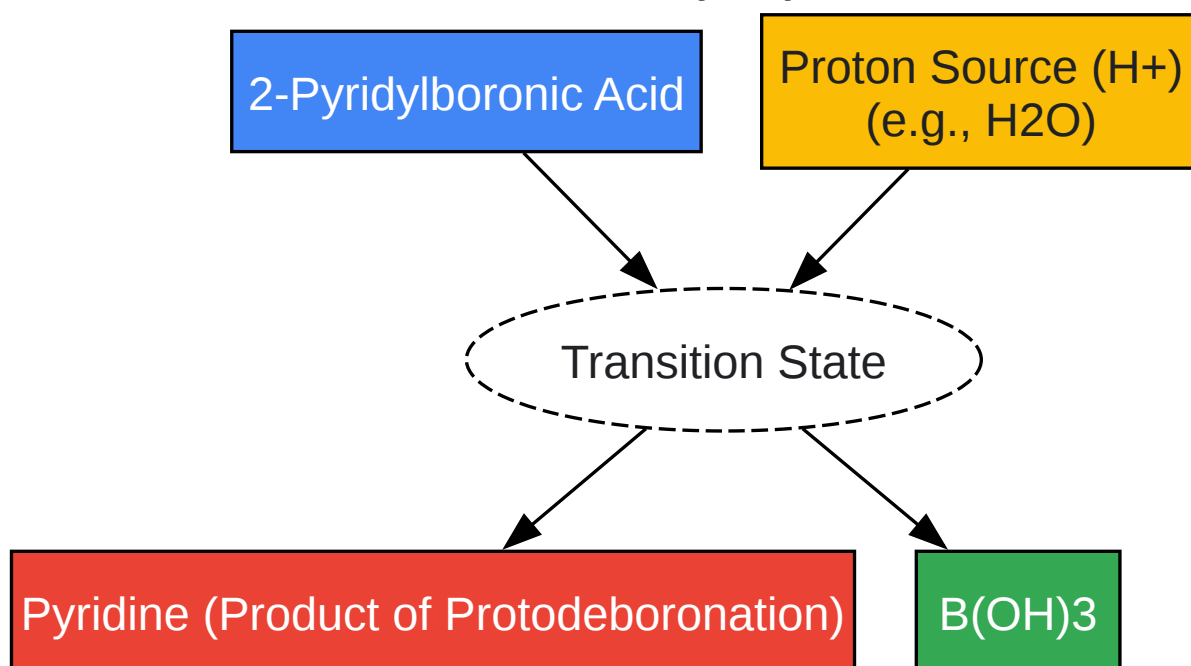 2-Pyridylboronic Acid
Proton Source (H+)
(e.g., H2O)
Transition State
Pyridine (Product of Protodeboronation)
B(OH)3